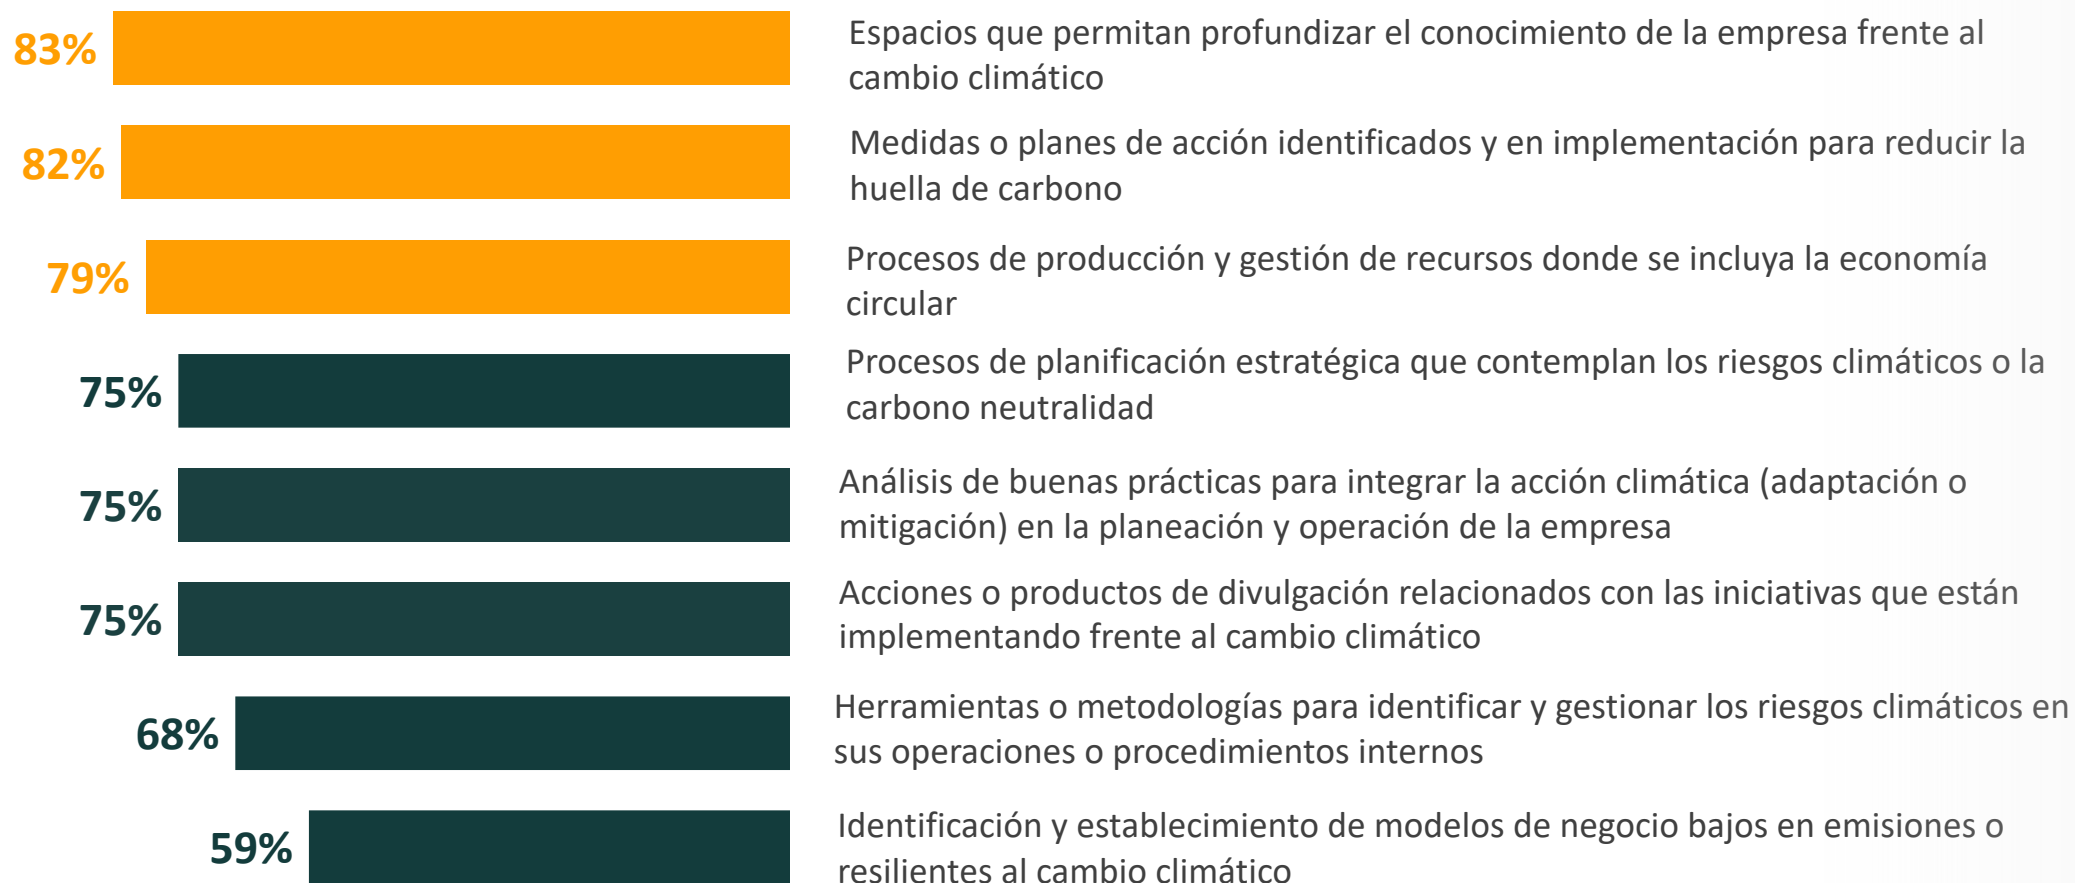 83%
Espacios que permitan profundizar el conocimiento de la empresa frente al
cambio climático
82%
Medidas o planes de acción identificados y en implementación para reducir la
huella de carbono
79%
Procesos de producción y gestión de recursos donde se incluya la economía
circular
75%
Procesos de planificación estratégica que contemplan los riesgos climáticos o la
carbono neutralidad
75%
Análisis de buenas prácticas para integrar la acción climática (adaptación o
mitigación) en la planeación y operación de la empresa
75%
Acciones o productos de divulgación relacionados con las iniciativas que están
implementando frente al cambio climático
68%
Herramientas o metodologías para identificar y gestionar los riesgos climáticos en
sus operaciones o procedimientos internos
59%
Identificación y establecimiento de modelos de negocio bajos en emisiones o
resilientes al cambio climático